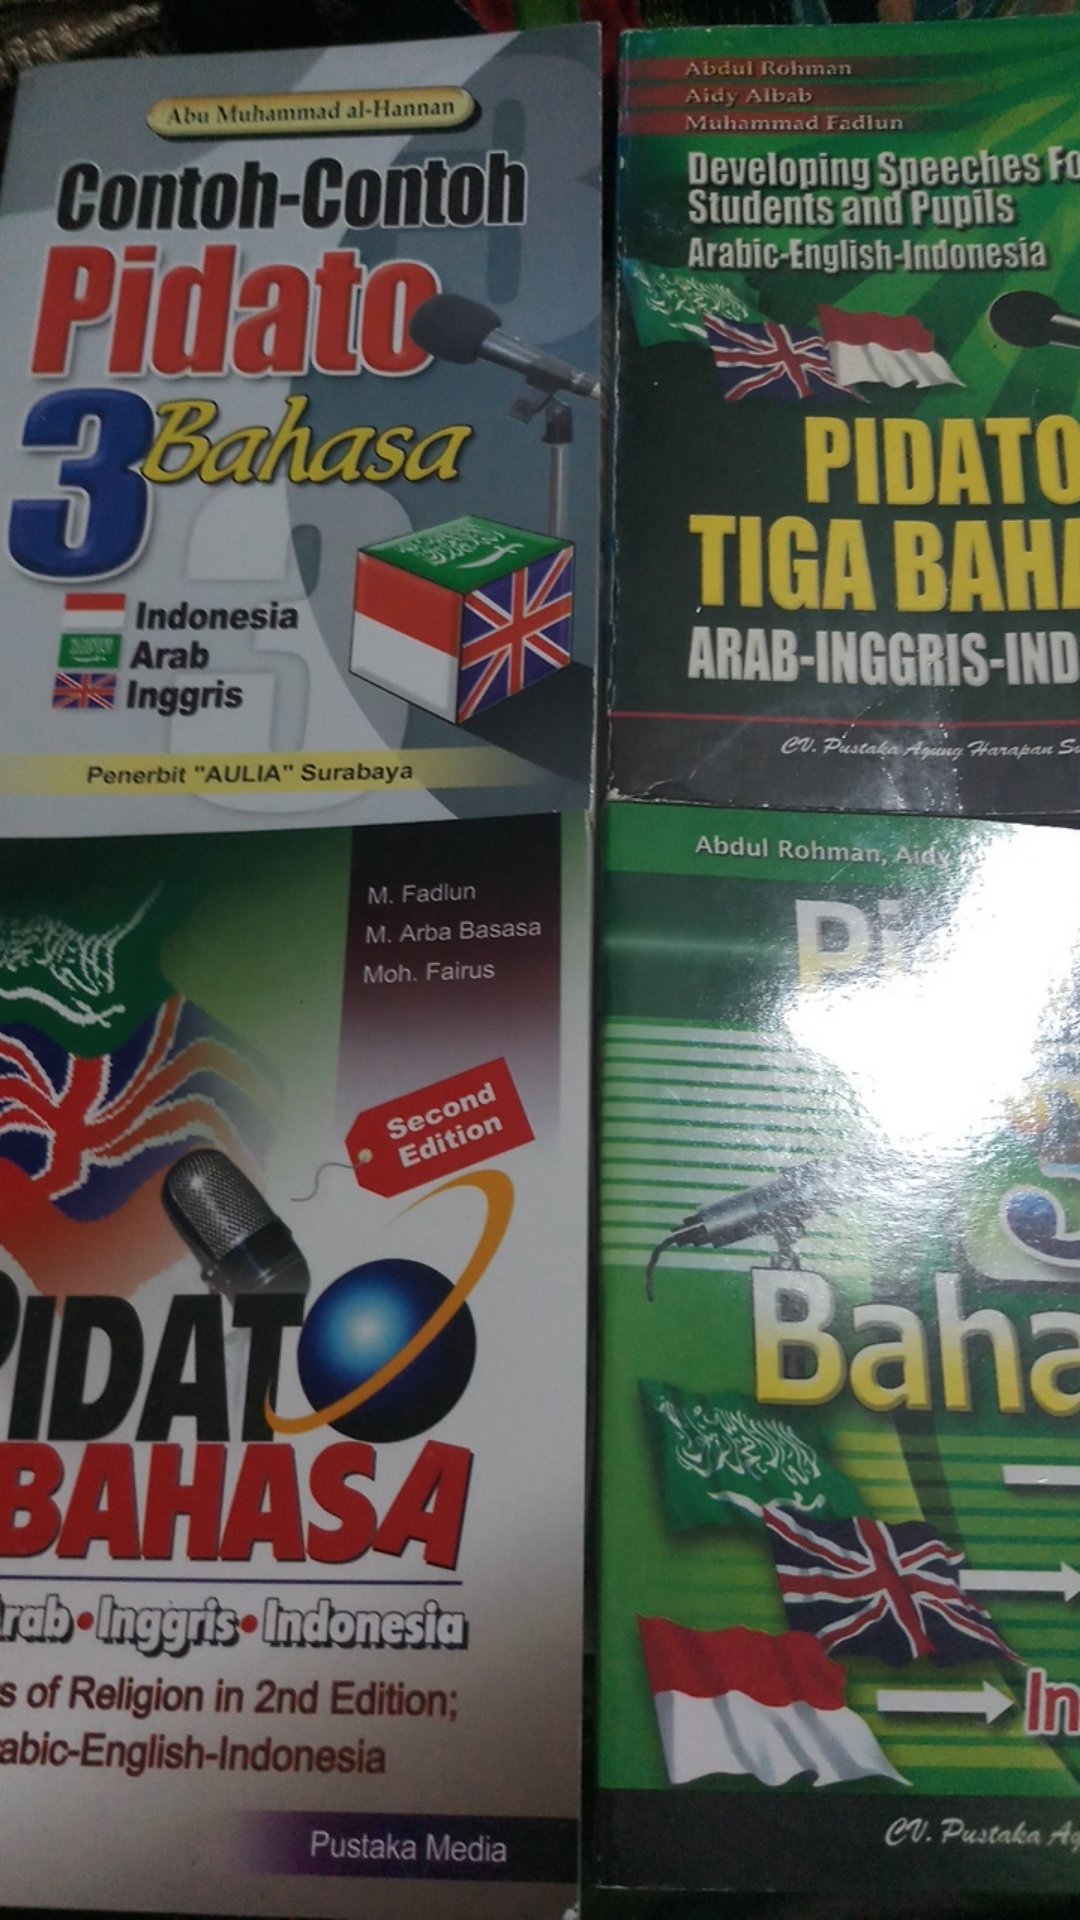 Abu Muhammad al-Hannan
Contoh-Contoh
Pidato
3 Bahasa
Indonesia
Arab
Inggris
Penerbit "AULIA" Surabaya
Abdul Rohman
Aidy Albab
Muhammad Fadlun
Developing Speeches Fo
Students and Pupils
Arabic-English-Indonesia
PIDATO
TIGA BAHA
ARAB-INGGRIS-IND
CV. Pustaka Agung Harapan Su
M. Fadlun
M. Arba Basasa
Moh. Fairus
Second
Edition
PIDATO
BAHASA
Arab•Inggris•Indonesia
s of Religion in 2nd Edition;
abic-English-Indonesia
Pustaka Media
Abdul Rohman, Aidy
Pi
3
Baha
In
CV. Pustaka Ag